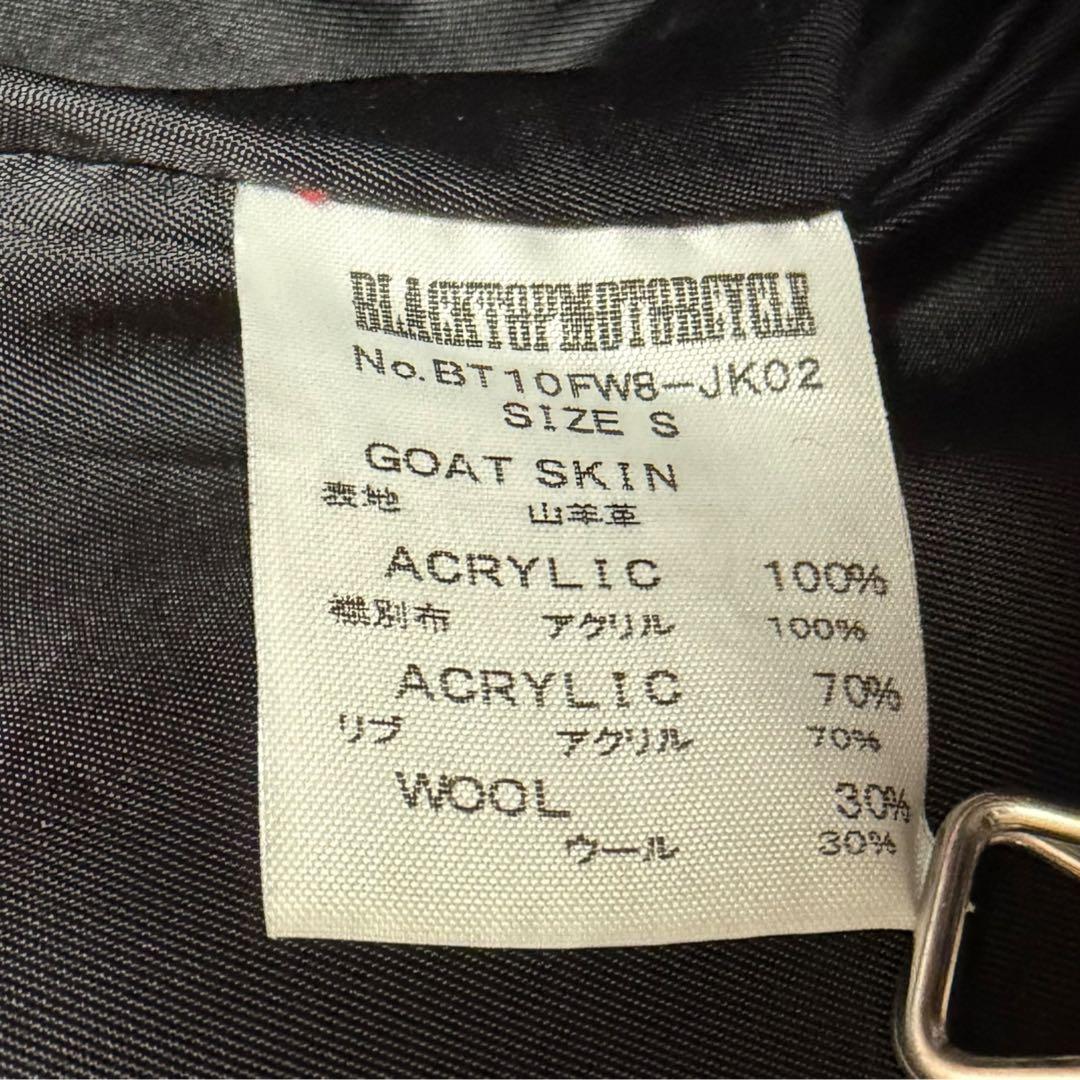 BLACKTOPMOTORCYCLE
No.BT10FW8-JK02
SIZE S
GOAT SKIN
表地 山羊革
ACRYLIC 100%
襟別布 アクリル 100%
ACRYLIC 70%
リブ アクリル 70%
WOOL 30%
ウール 30%